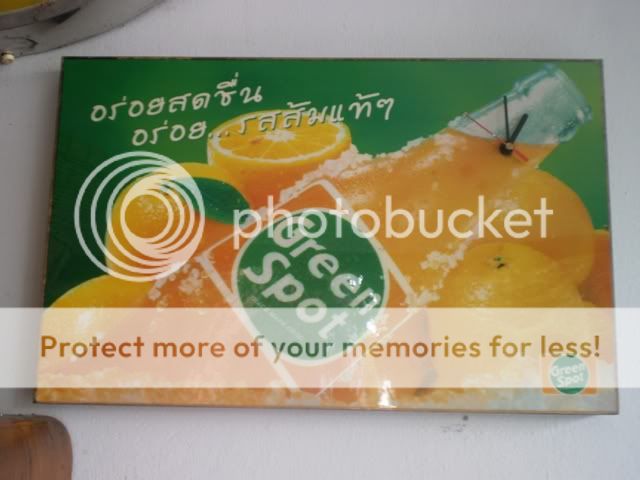 อร่อยสดชื่น
อร่อย...รสส้มแท้ๆ
photobucket
Green
Spot
Protect more of your memories for less!
Green
Spot